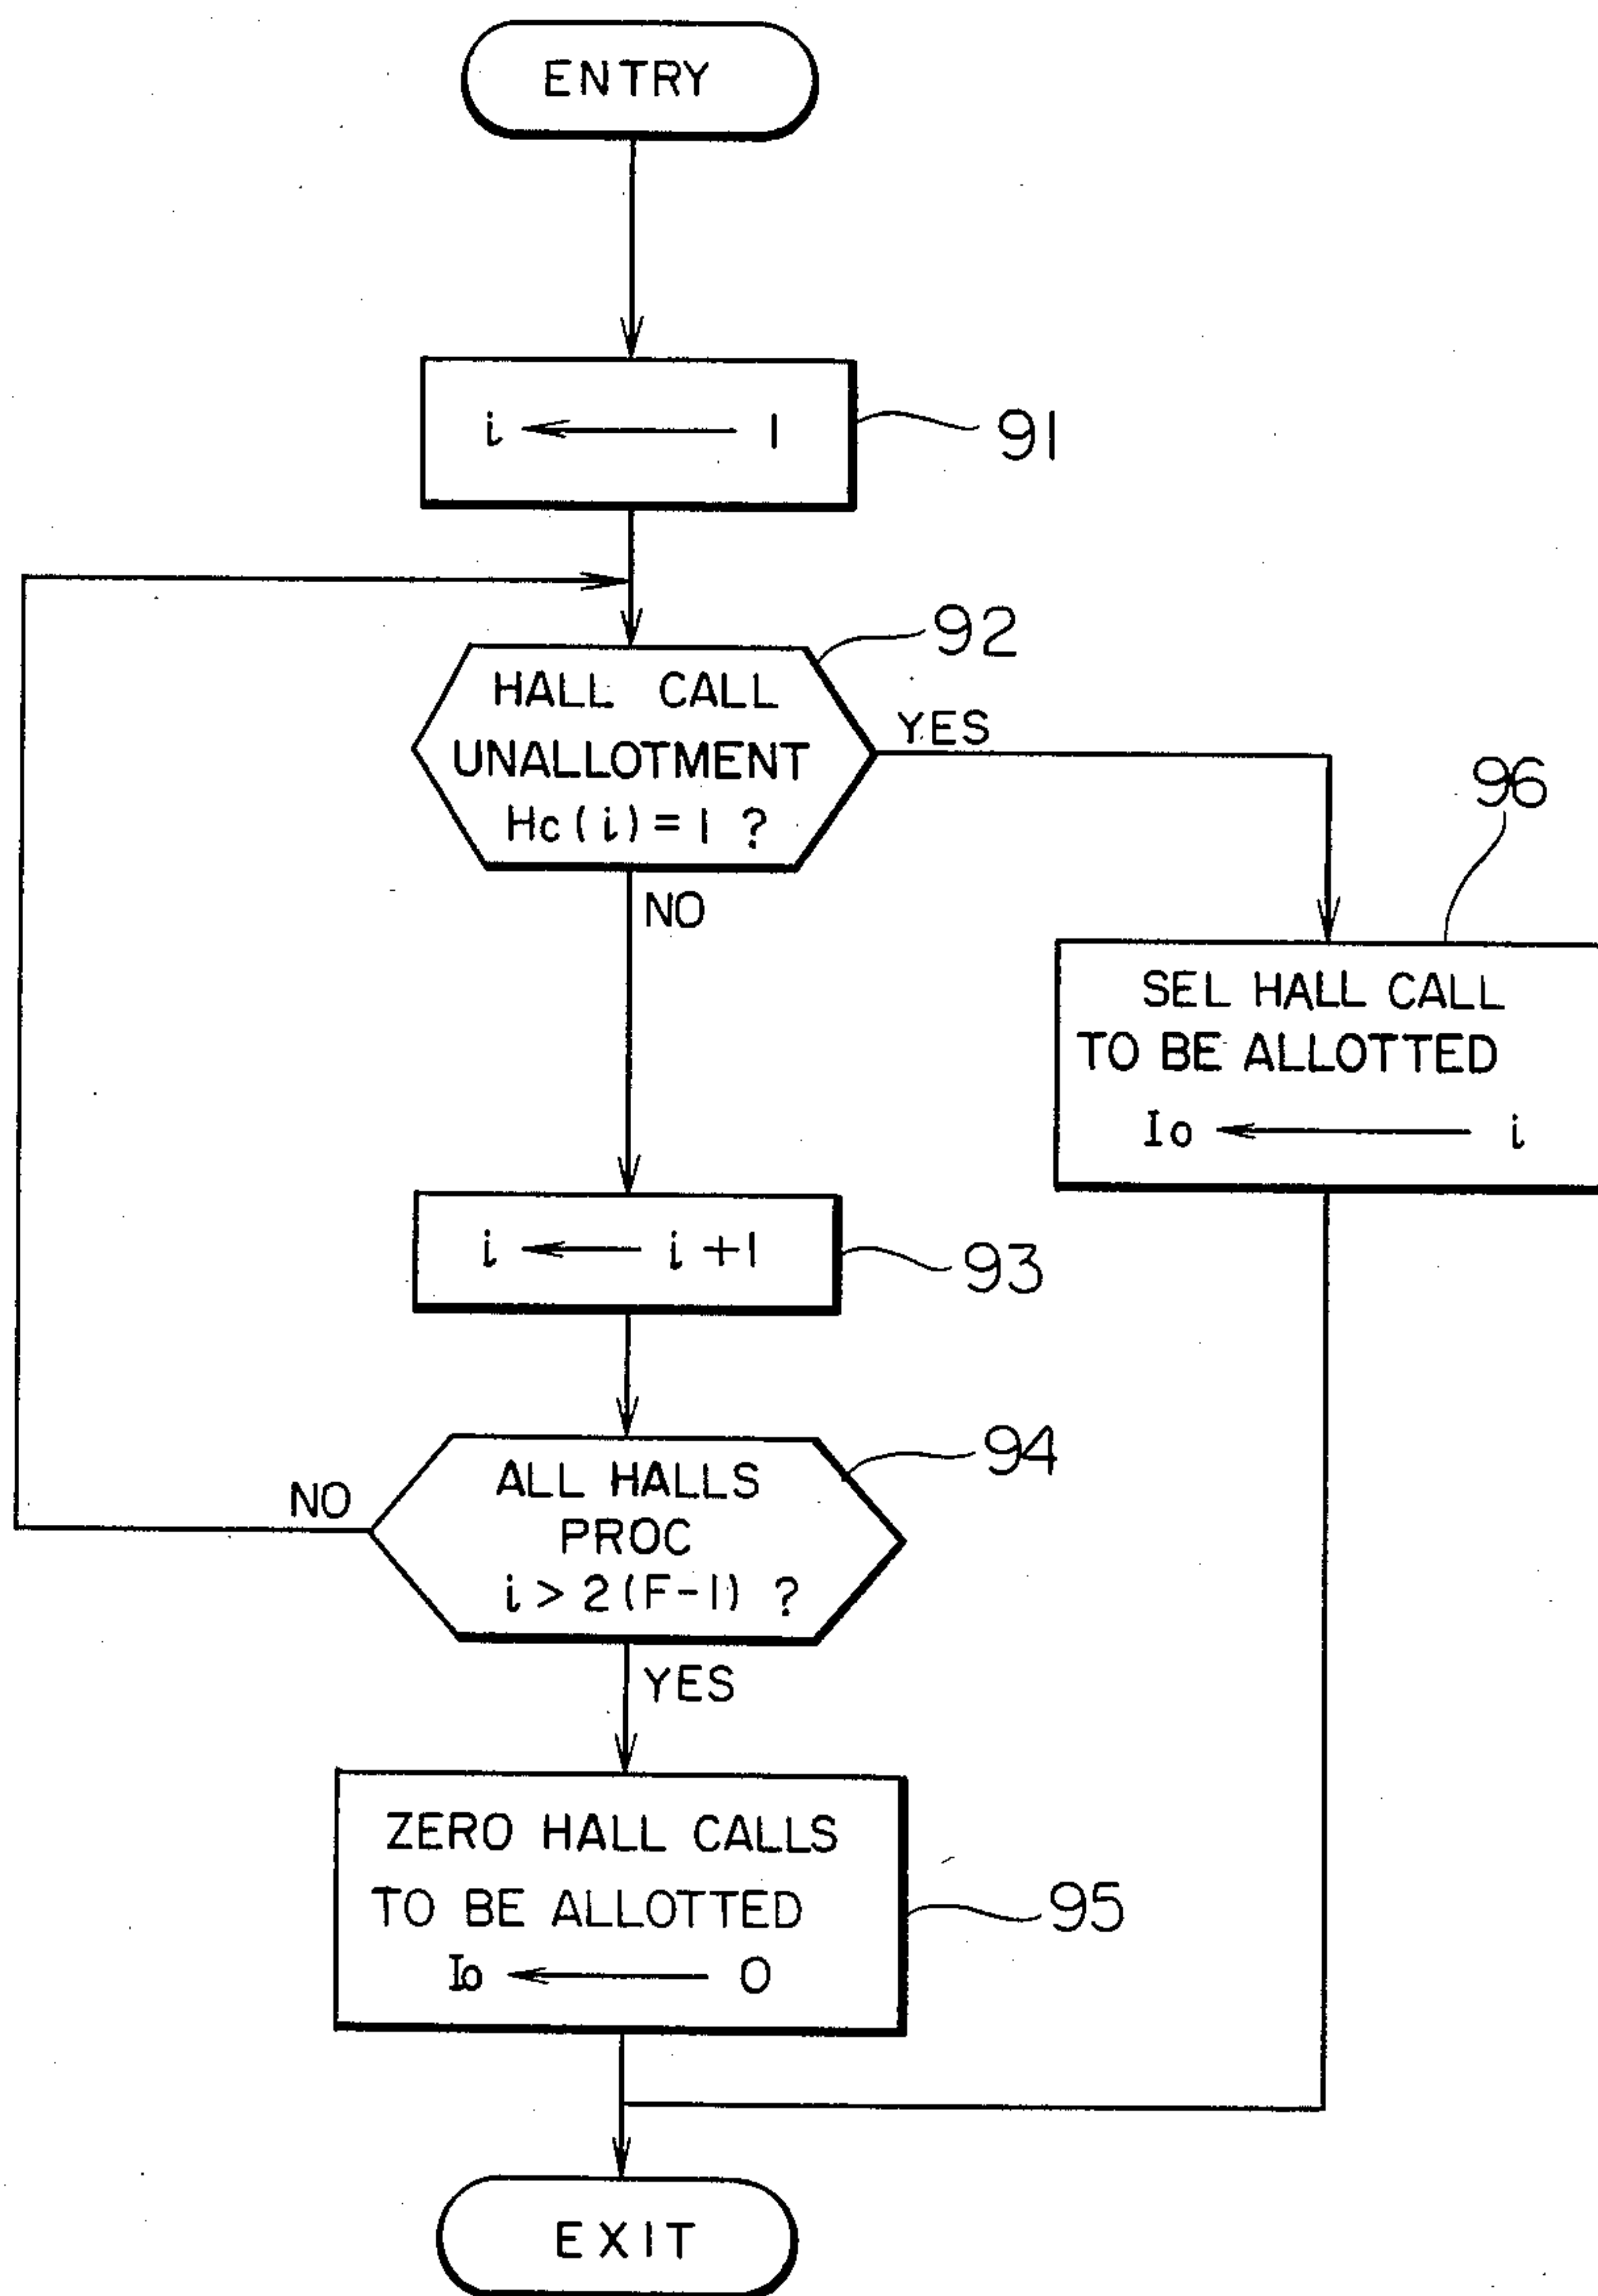 ENTRY
i ← 1
91
92
HALL CALL
UNALLOTMENT
Hc(i) = 1 ?
YES
96
NO
SEL HALL CALL
TO BE ALLOTTED
Io ← i
i ← i +1
93
94
ALL HALLS
PROC
i > 2 (F-1) ?
NO
YES
ZERO HALL CALLS
TO BE ALLOTTED
Io ← 0
95
EXIT